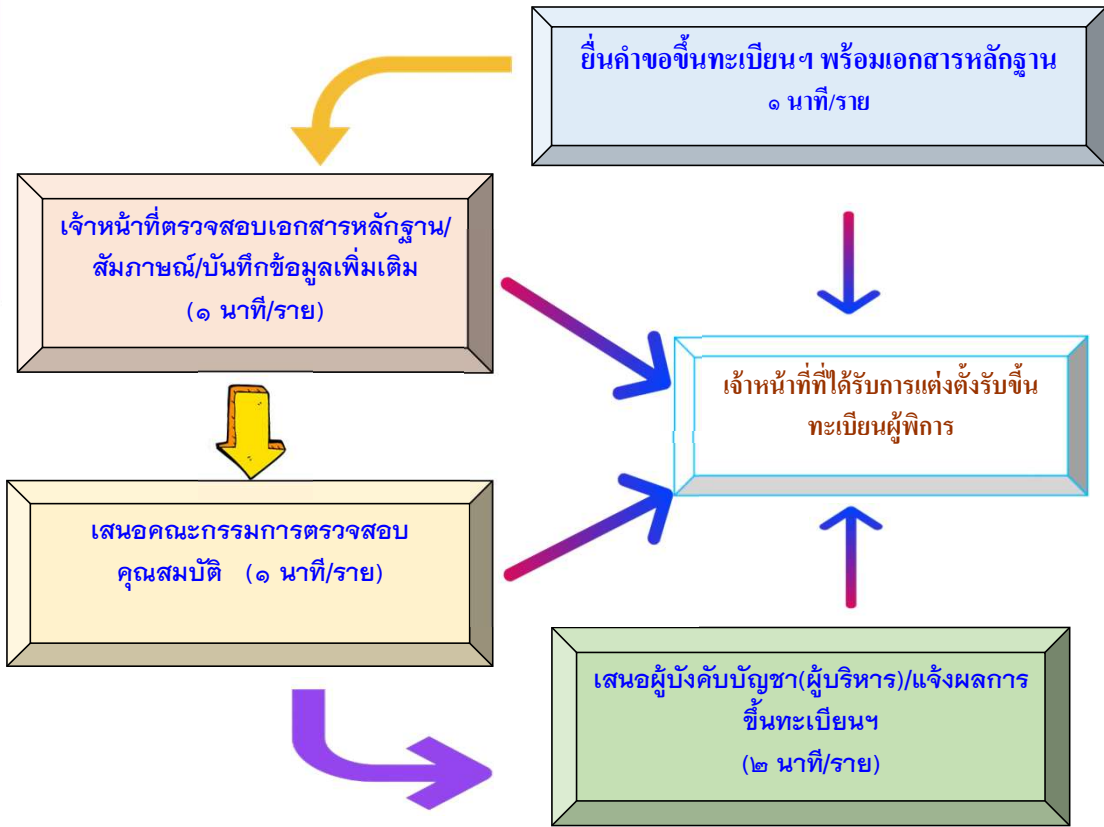 ยื่นคำขอขึ้นทะเบียนฯ พร้อมเอกสารหลักฐาน
๑ นาที/ราย
เจ้าหน้าที่ตรวจสอบเอกสารหลักฐาน/
สัมภาษณ์/บันทึกข้อมูลเพิ่มเติม
(๑ นาที/ราย)
เจ้าหน้าที่ที่ได้รับการแต่งตั้งรับขึ้น
ทะเบียนผู้พิการ
เสนอคณะกรรมการตรวจสอบ
คุณสมบัติ (๑ นาที/ราย)
เสนอผู้บังคับบัญชา(ผู้บริหาร)/แจ้งผลการ
ขึ้นทะเบียนฯ
(๒ นาที/ราย)